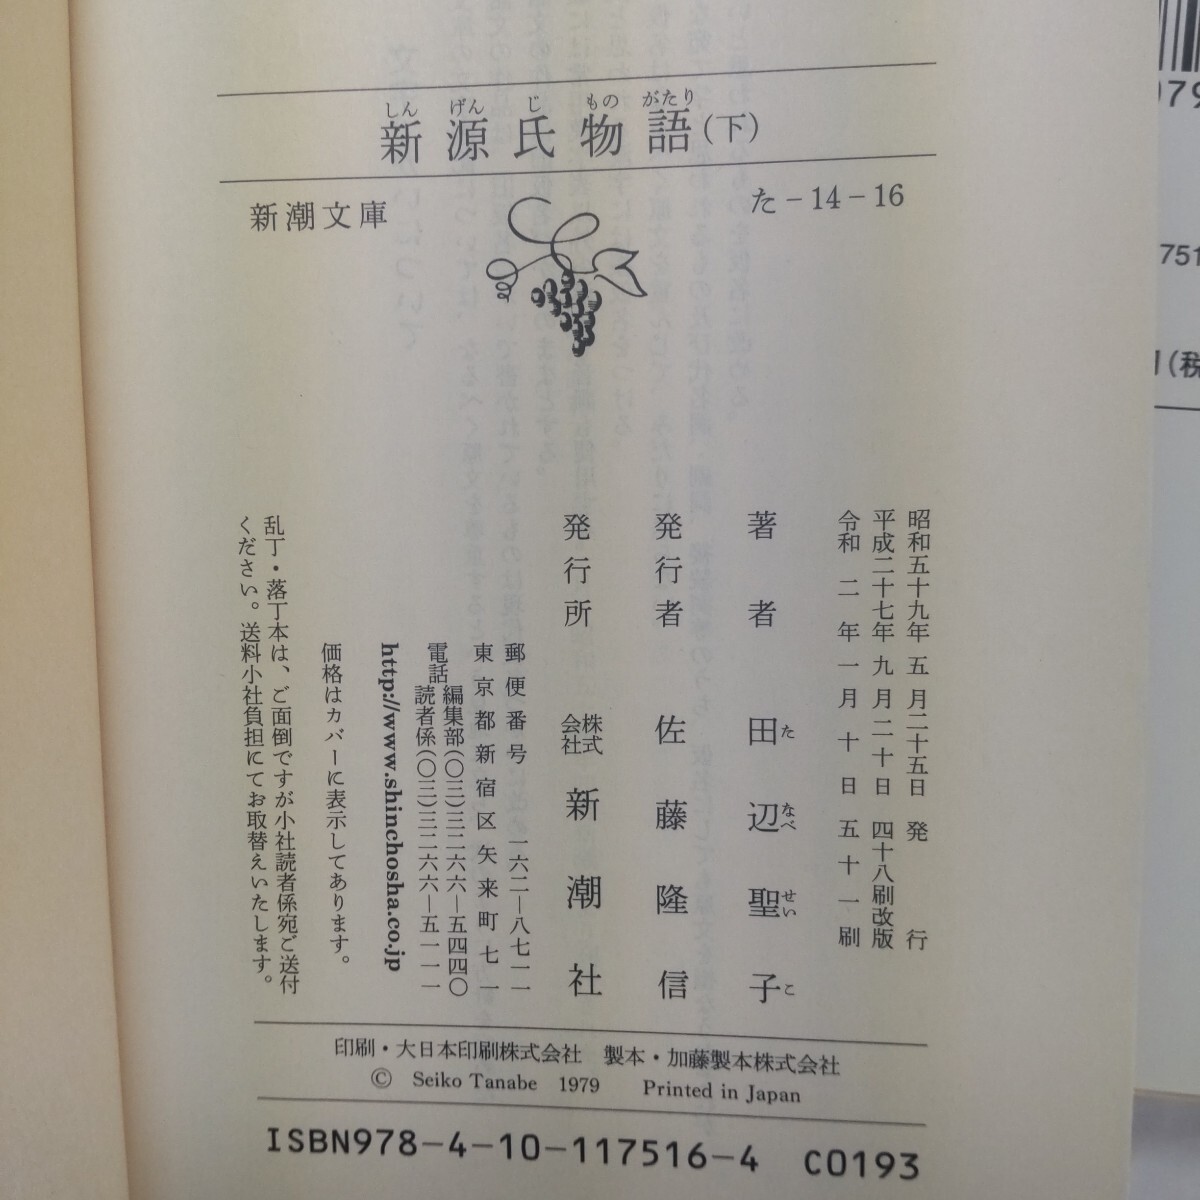 しん げん じ もの がたり
新源氏物語(下)
新潮文庫
た-14-16
昭和五十九年五月二十五日発行
平成二十七年九月二十日四十八刷改版
令和二年一月十日五十一刷
著者 田辺聖子
た なべ せい こ
発行者 佐藤隆信
発行所 株式会社 新潮社
郵便番号 一六二—八七一一
東京都新宿区矢来町七一
電話 編集部(〇三)三二六六—五四四〇
読者係(〇三)三二六六—五一一一
http://www.shinchosha.co.jp
価格はカバーに表示してあります。
乱丁・落丁本は、ご面倒ですが小社読者係宛ご送付
ください。送料小社負担にてお取替えいたします。
印刷・大日本印刷株式会社 製本・加藤製本株式会社
© Seiko Tanabe 1979 Printed in Japan
ISBN978-4-10-117516-4 C0193
079
751
(税